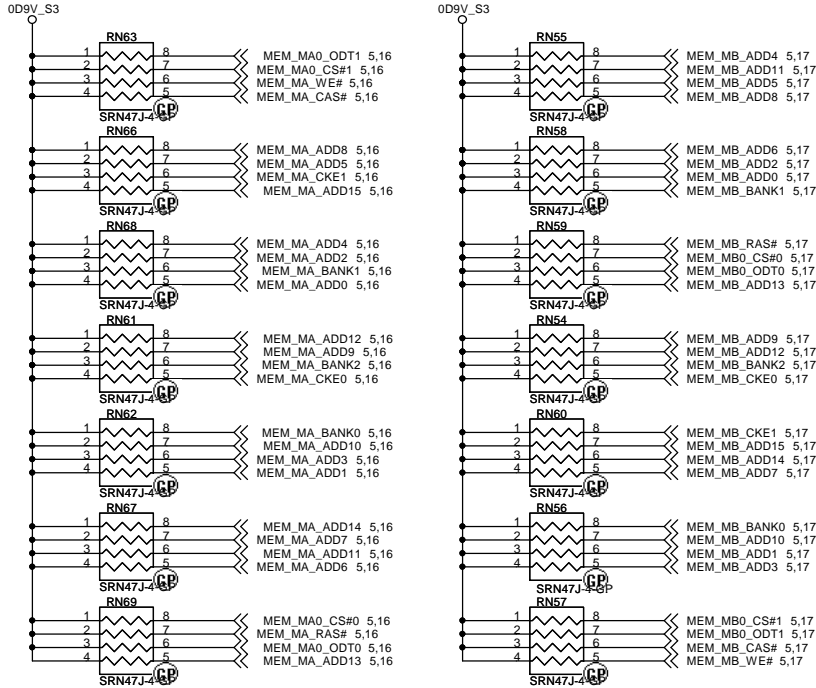 0D9V_S3
RN63
1 8 MEM_MA0_ODT1 5,16
2 7 MEM_MA0_CS#1 5,16
3 6 MEM_MA_WE# 5,16
4 5 MEM_MA_CAS# 5,16
GP
SRN47J-4-GP
RN66
1 8 MEM_MA_ADD8 5,16
2 7 MEM_MA_ADD5 5,16
3 6 MEM_MA_CKE1 5,16
4 5 MEM_MA_ADD15 5,16
GP
SRN47J-4-GP
RN68
1 8 MEM_MA_ADD4 5,16
2 7 MEM_MA_ADD2 5,16
3 6 MEM_MA_BANK1 5,16
4 5 MEM_MA_ADD0 5,16
GP
SRN47J-4-GP
RN61
1 8 MEM_MA_ADD12 5,16
2 7 MEM_MA_ADD9 5,16
3 6 MEM_MA_BANK2 5,16
4 5 MEM_MA_CKE0 5,16
GP
SRN47J-4-GP
RN62
1 8 MEM_MA_BANK0 5,16
2 7 MEM_MA_ADD10 5,16
3 6 MEM_MA_ADD3 5,16
4 5 MEM_MA_ADD1 5,16
GP
SRN47J-4-GP
RN67
1 8 MEM_MA_ADD14 5,16
2 7 MEM_MA_ADD7 5,16
3 6 MEM_MA_ADD11 5,16
4 5 MEM_MA_ADD6 5,16
GP
SRN47J-4-GP
RN69
1 8 MEM_MA0_CS#0 5,16
2 7 MEM_MA_RAS# 5,16
3 6 MEM_MA0_ODT0 5,16
4 5 MEM_MA_ADD13 5,16
GP
SRN47J-4-GP
0D9V_S3
RN55
1 8 MEM_MB_ADD4 5,17
2 7 MEM_MB_ADD11 5,17
3 6 MEM_MB_ADD5 5,17
4 5 MEM_MB_ADD8 5,17
GP
SRN47J-4-GP
RN58
1 8 MEM_MB_ADD6 5,17
2 7 MEM_MB_ADD2 5,17
3 6 MEM_MB_ADD0 5,17
4 5 MEM_MB_BANK1 5,17
GP
SRN47J-4-GP
RN59
1 8 MEM_MB_RAS# 5,17
2 7 MEM_MB0_CS#0 5,17
3 6 MEM_MB0_ODT0 5,17
4 5 MEM_MB_ADD13 5,17
GP
SRN47J-4-GP
RN54
1 8 MEM_MB_ADD9 5,17
2 7 MEM_MB_ADD12 5,17
3 6 MEM_MB_BANK2 5,17
4 5 MEM_MB_CKE0 5,17
GP
SRN47J-4-GP
RN60
1 8 MEM_MB_CKE1 5,17
2 7 MEM_MB_ADD15 5,17
3 6 MEM_MB_ADD14 5,17
4 5 MEM_MB_ADD7 5,17
GP
SRN47J-4-GP
RN56
1 8 MEM_MB_BANK0 5,17
2 7 MEM_MB_ADD10 5,17
3 6 MEM_MB_ADD1 5,17
4 5 MEM_MB_ADD3 5,17
GP
SRN47J-4-GP
RN57
1 8 MEM_MB0_CS#1 5,17
2 7 MEM_MB0_ODT1 5,17
3 6 MEM_MB_CAS# 5,17
4 5 MEM_MB_WE# 5,17
GP
SRN47J-4-GP